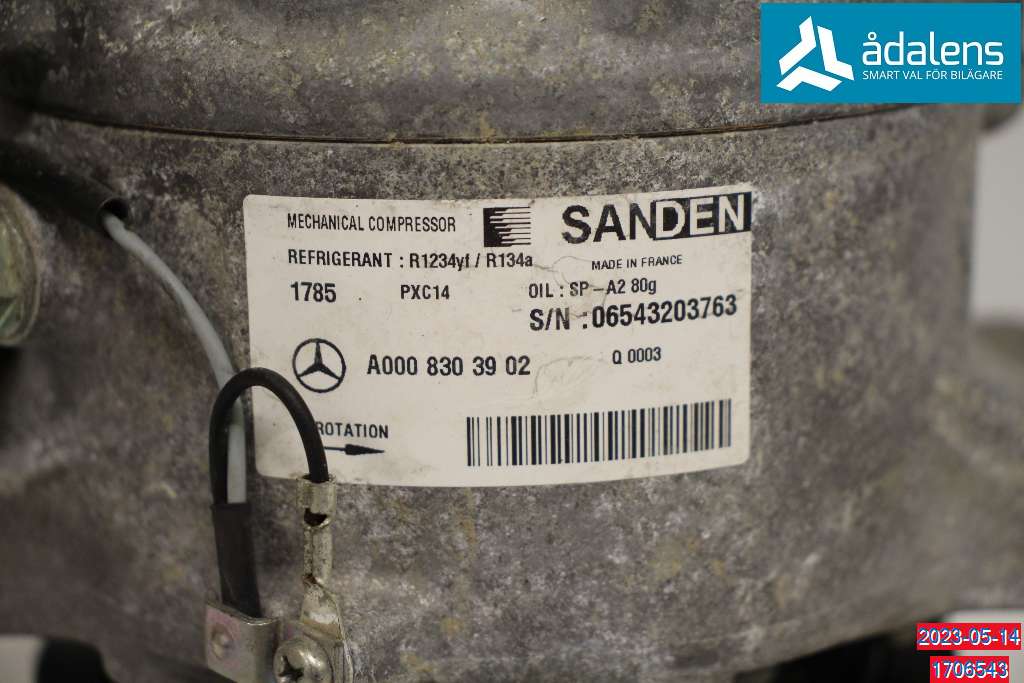 ådalens
SMART VAL FÖR BILÄGARE
MECHANICAL COMPRESSOR
SANDEN
REFRIGERANT : R1234yf / R134a
MADE IN FRANCE
1785 PXC14 OIL : SP-A2 80g
S/N : 06543203763
A000 830 39 02 Q 0003
ROTATION
2023-05-14
1706543